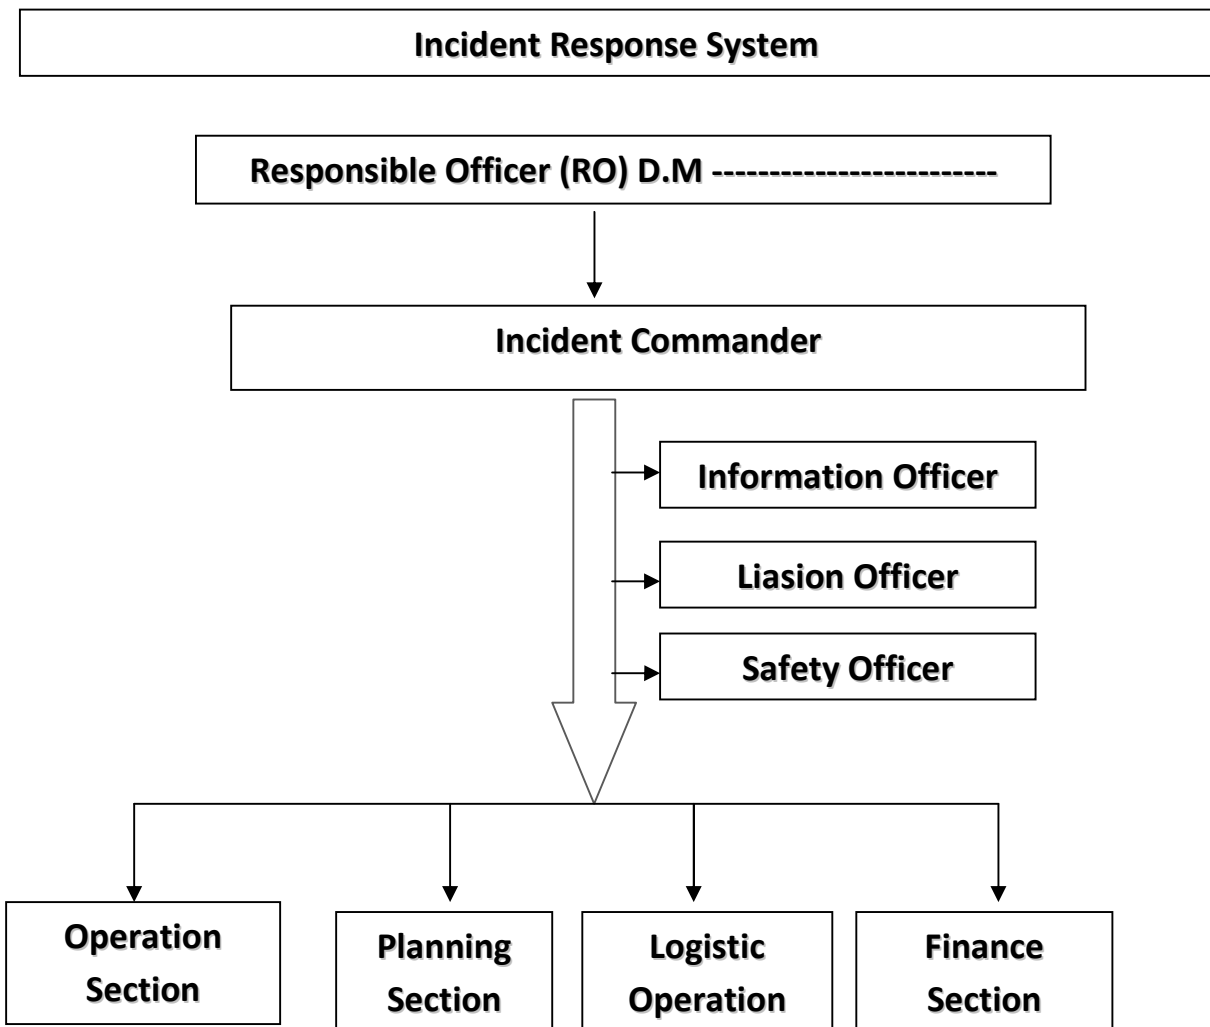 Incident Response System
Responsible Officer (RO) D.M -------------------------
Incident Commander
Information Officer
Liasion Officer
Safety Officer
Operation
Section
Planning
Section
Logistic
Operation
Finance
Section